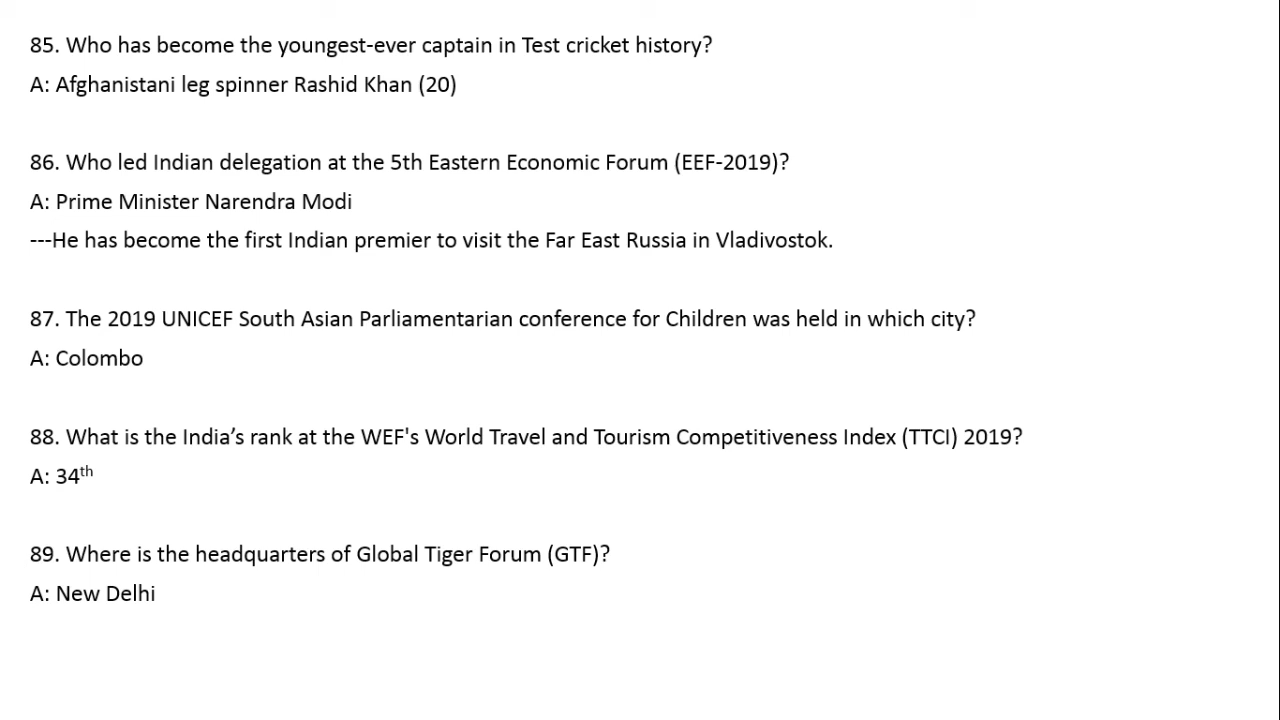 85. Who has become the youngest-ever captain in Test cricket history?
A: Afghanistani leg spinner Rashid Khan (20)
86. Who led Indian delegation at the 5th Eastern Economic Forum (EEF-2019)?
A: Prime Minister Narendra Modi
---He has become the first Indian premier to visit the Far East Russia in Vladivostok.
87. The 2019 UNICEF South Asian Parliamentarian conference for Children was held in which city?
A: Colombo
88. What is the India’s rank at the WEF's World Travel and Tourism Competitiveness Index (TTCI) 2019?
A: 34th
89. Where is the headquarters of Global Tiger Forum (GTF)?
A: New Delhi